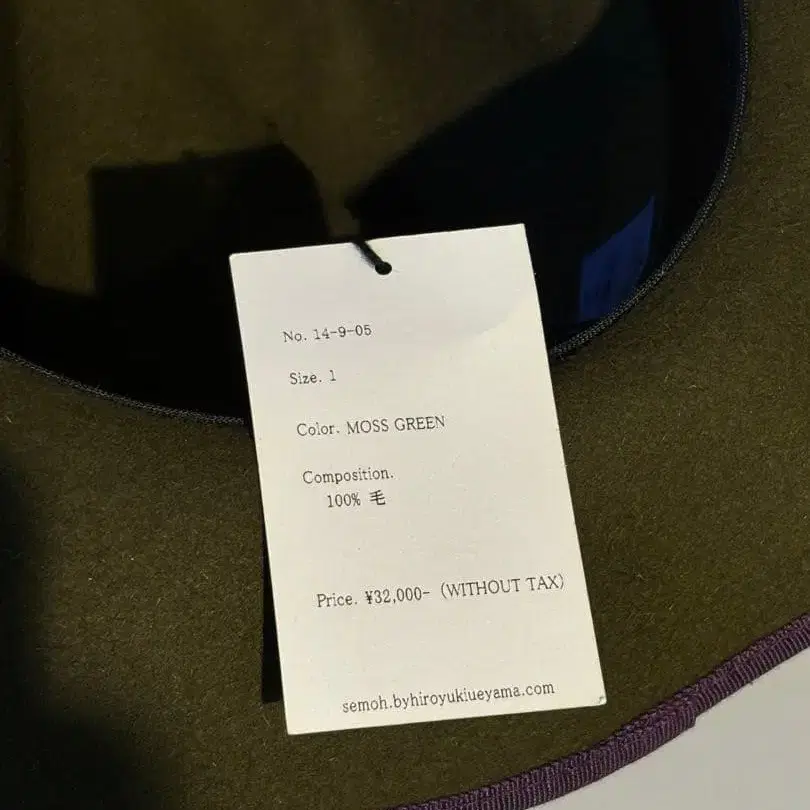 No. 14-9-05
Size. 1
Color. MOSS GREEN
Composition.
100% 毛
Price. ¥32,000- (WITHOUT TAX)
semoh.byhiroyukiueyama.com